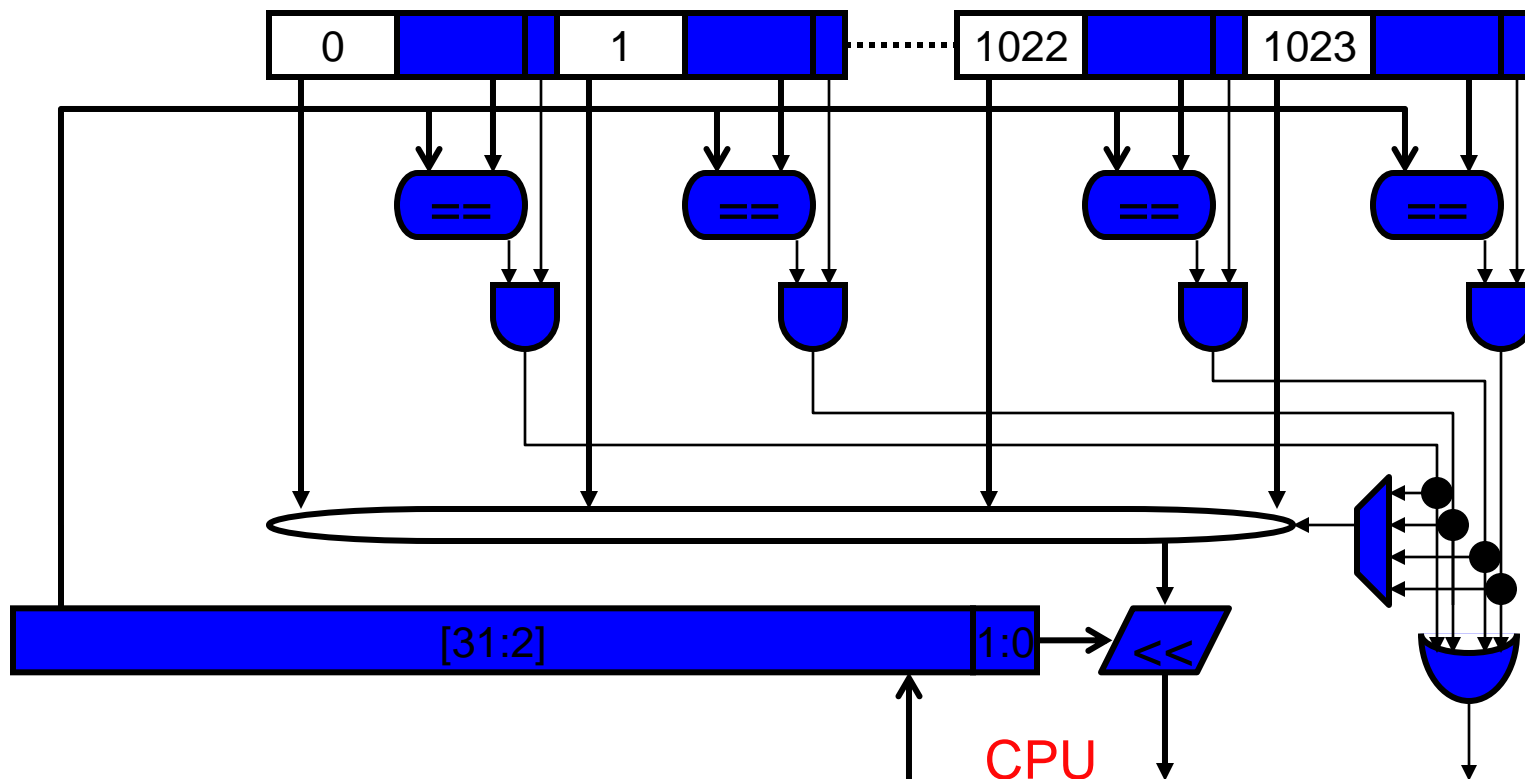 0 1 1022 1023
== == == ==
[31:2] 1:0 <<
CPU